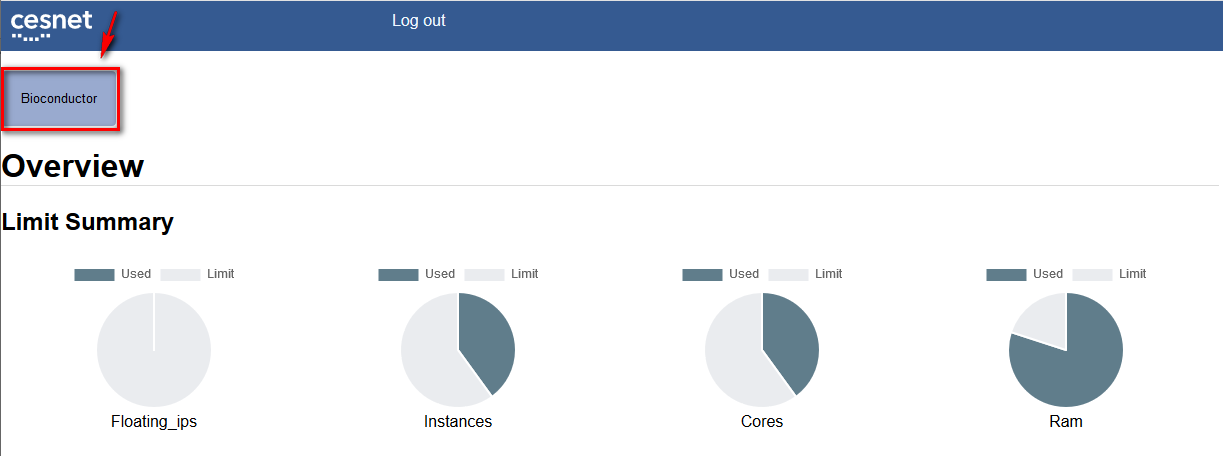 cesnet
Log out
Bioconductor
Overview
Limit Summary
Used Limit
Used Limit
Used Limit
Used Limit
Floating_ips
Instances
Cores
Ram